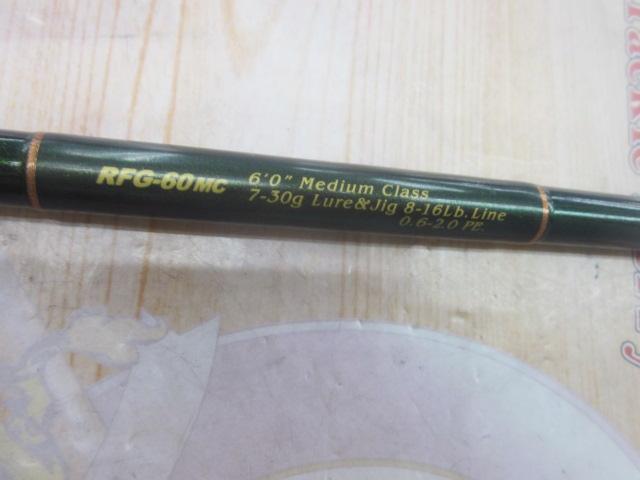 RFG-60MC 6'0" Medium Class
7-30g Lure&Jig 8-16Lb.Line
0.6-2.0 PE.